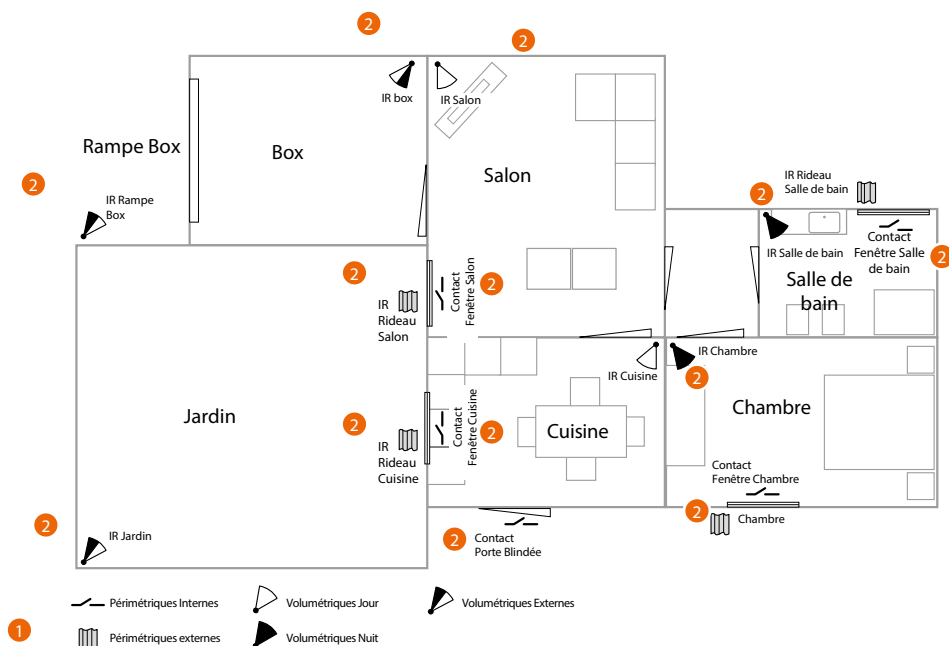 2
2
IR box
IR Salon
Rampe Box
Box
Salon
2
IR Rampe
Box
IR Rideau
Salle de bain
2
IR Salle de bain
Contact
Fenêtre Salle
de bain
2
Salle de
bain
2
IR
Rideau
Salon
Contact
Fenêtre Salon
2
IR Cuisine
IR Chambre
2
Jardin
2
IR
Rideau
Cuisine
Contact
Fenêtre Cuisine
2
Cuisine
Chambre
Contact
Fenêtre Chambre
2
Chambre
2
IR Jardin
2
Contact
Porte Blindée
Périmétriques Internes
Volumétriques Jour
Volumétriques Externes
1
Périmétriques externes
Volumétriques Nuit